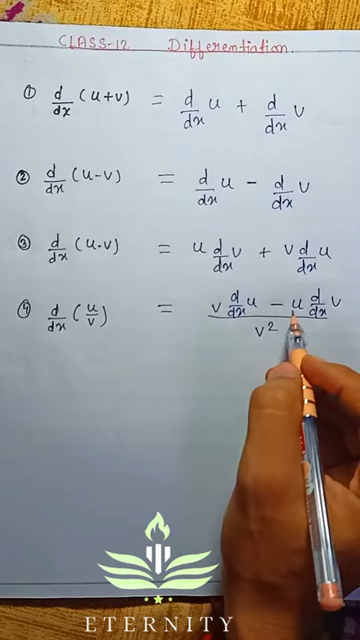 CLASS-12 Differentiation.
① d/dx (u+v) = d/dx u + d/dx v
② d/dx (u-v) = d/dx u - d/dx v
③ d/dx (u·v) = u d/dx v + v d/dx u
④ d/dx (u/v) = (v d/dx u - u d/dx v) / v²
ETERNITY